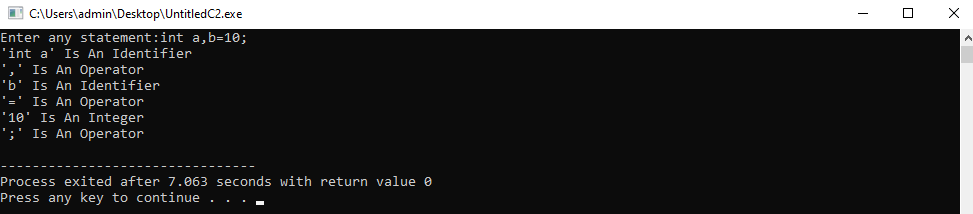 C:\Users\admin\Desktop\UntitledC2.exe
Enter any statement:int a,b=10;
'int a' Is An Identifier
',' Is An Operator
'b' Is An Identifier
'=' Is An Operator
'10' Is An Integer
';' Is An Operator
--------------------------------
Process exited after 7.063 seconds with return value 0
Press any key to continue . . .